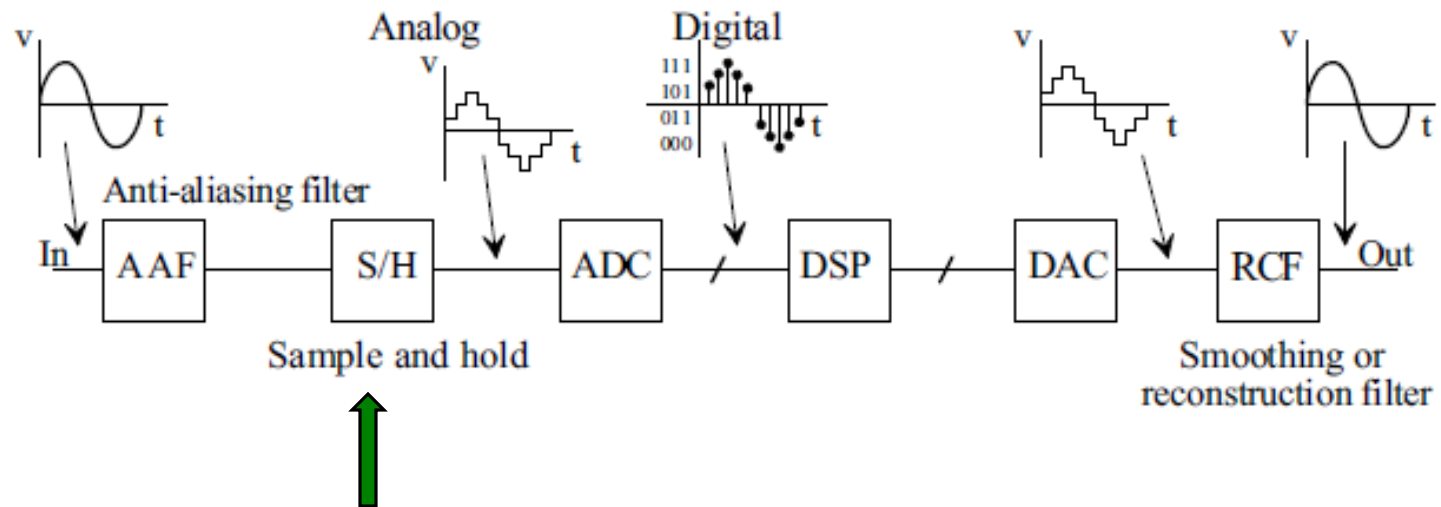 Analog
Digital
v
t
v
t
111
101
011
000
t
v
t
v
t
Anti-aliasing filter
In
AAF
S/H
ADC
DSP
DAC
RCF
Out
Sample and hold
Smoothing or
reconstruction filter